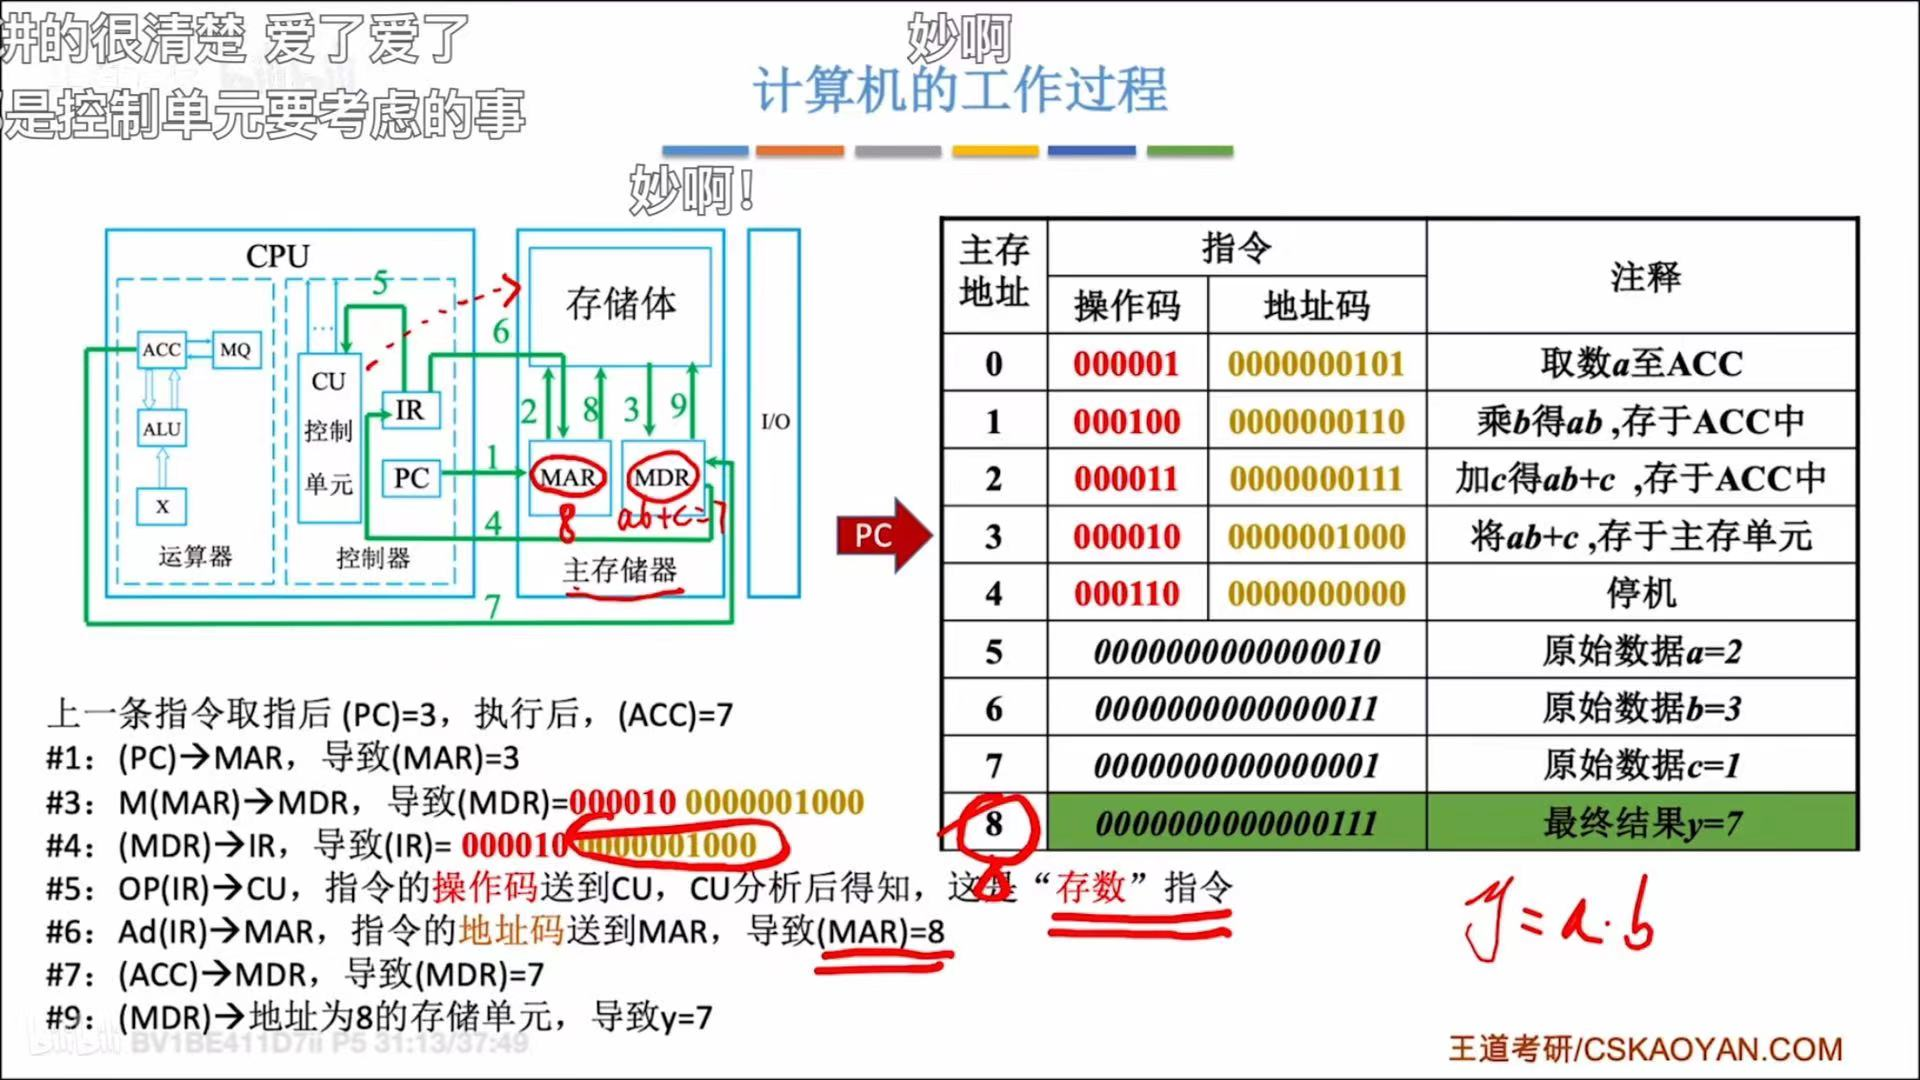 讲的很清楚 爱了爱了
妙啊
是控制单元要考虑的事
计算机的工作过程
妙啊!
CPU
ACC
MQ
ALU
X
运算器
CU
控制
单元
...
IR
PC
控制器
存储体
MAR
MDR
8
ab+c=7
主存储器
I/O
1
2
3
4
5
6
7
8
9
PC
主存地址 指令 注释
操作码 地址码
0 000001 0000000101 取数a至ACC
1 000100 0000000110 乘b得ab ,存于ACC中
2 000011 0000000111 加c得ab+c ,存于ACC中
3 000010 0000001000 将ab+c ,存于主存单元
4 000110 0000000000 停机
5 0000000000000010 原始数据a=2
6 0000000000000011 原始数据b=3
7 0000000000000001 原始数据c=1
8 0000000000000111 最终结果y=7
8
上一条指令取指后 (PC)=3，执行后，(ACC)=7
#1：(PC)→MAR，导致(MAR)=3
#3：M(MAR)→MDR，导致(MDR)=000010 0000001000
#4：(MDR)→IR，导致(IR)= 000010 0000001000
#5：OP(IR)→CU，指令的操作码送到CU，CU分析后得知，这是“存数”指令
#6：Ad(IR)→MAR，指令的地址码送到MAR，导致(MAR)=8
#7：(ACC)→MDR，导致(MDR)=7
#9：(MDR)→地址为8的存储单元，导致y=7
y=a·b
bilibili BV1BE411D7ii P5 31:13/37:49
王道考研/CSKAOYAN.COM